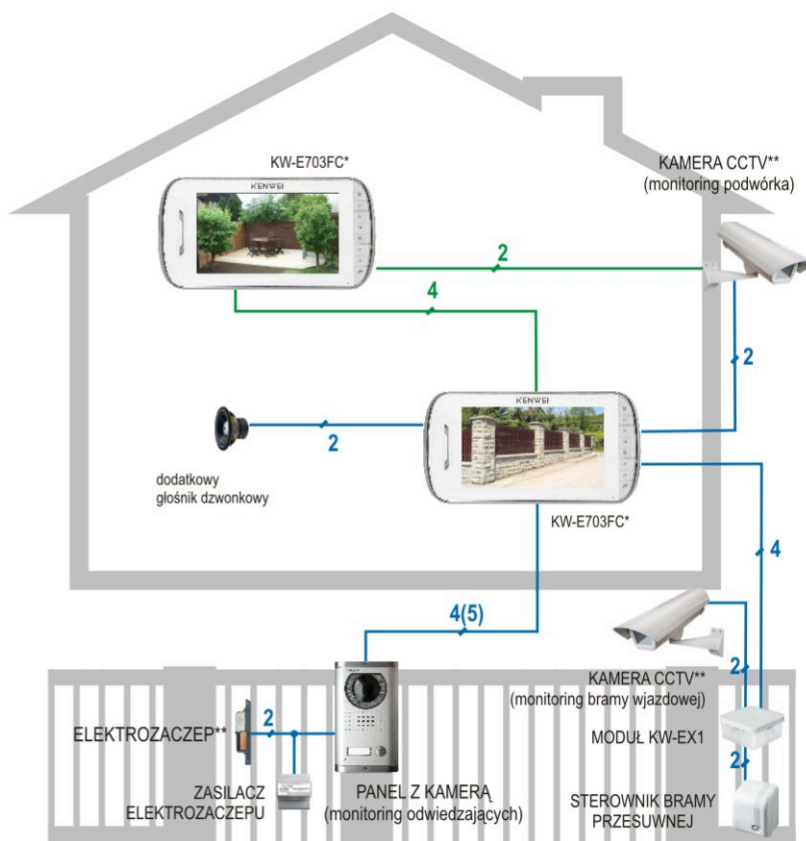 KW-E703FC*
KENWEI
KAMERA CCTV**
(monitoring podwórka)
2
4
2
KENWEI
2
dodatkowy
głośnik dzwonkowy
KW-E703FC*
4
4(5)
2
KAMERA CCTV**
(monitoring bramy wjazdowej)
ELEKTROZACZEP**
2
MODUŁ KW-EX1
2
ZASILACZ
ELEKTROZACZEPU
PANEL Z KAMERĄ
(monitoring odwiedzających)
STEROWNIK BRAMY
PRZESUWNEJ